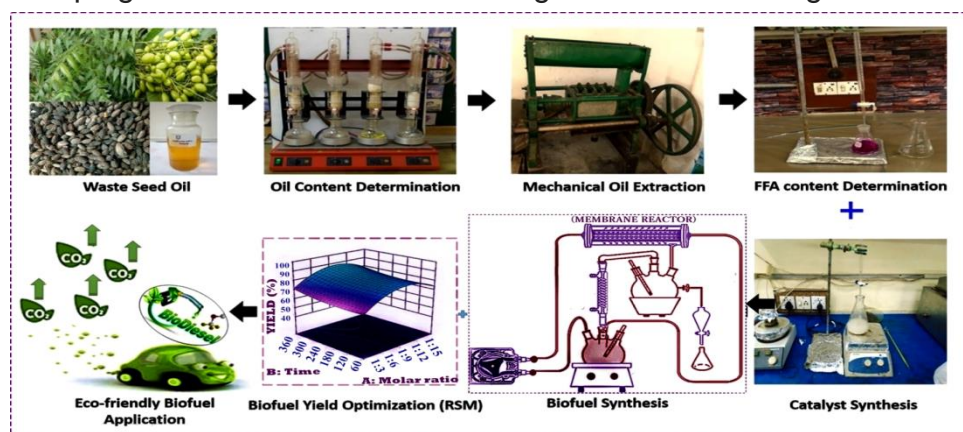 Waste Seed Oil
Oil Content Determination
Mechanical Oil Extraction
FFA content Determination
+
(MEMBRANE REACTOR)
CO₂
CO₂
CO₂
CO₂
BioDiesel
YIELD (%)
100
90
80
70
60
50
40
360
300
240
180
120
60
1:3
1:6
1:9
1:12
1:15
B: Time
A: Molar ratio
+
Eco-friendly Biofuel
Application
Biofuel Yield Optimization (RSM)
Biofuel Synthesis
Catalyst Synthesis